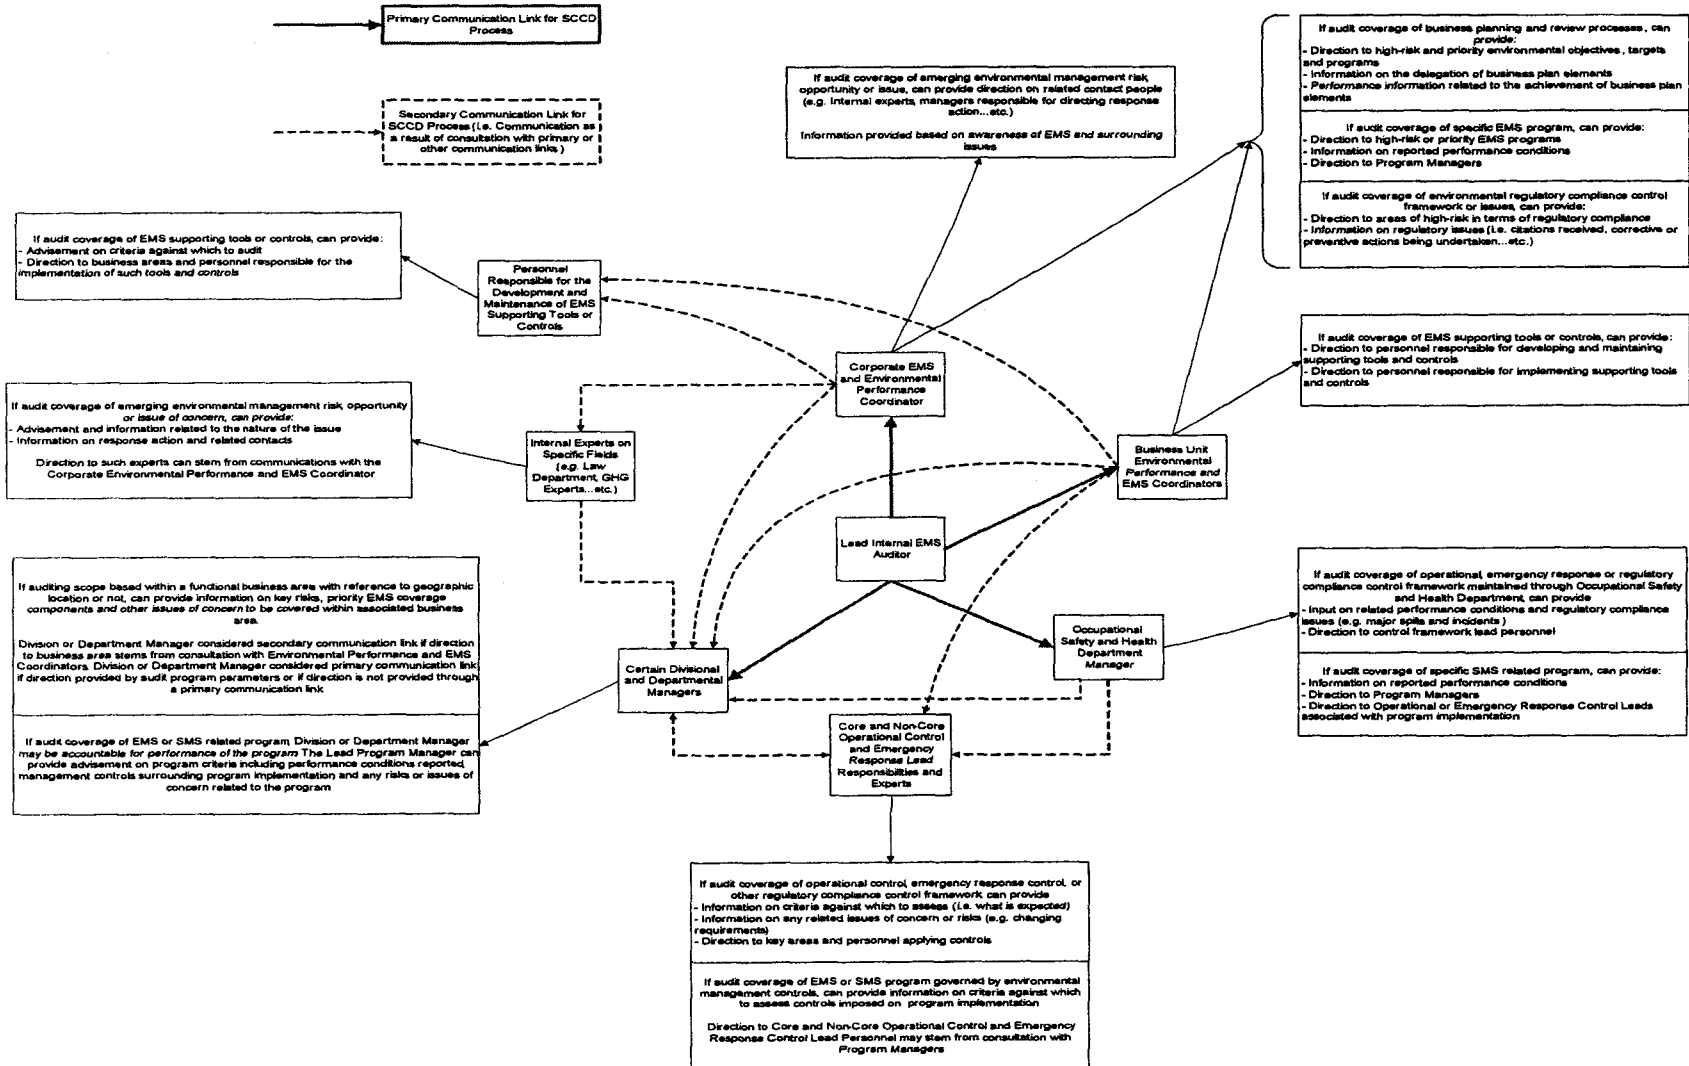 Primary Communication Link for SCCD
Process
Secondary Communication Link for
SCCD Process (i.e. Communication as
a result of consultation with primary or
other communication links)
If audit coverage of emerging environmental management risk,
opportunity or issue, can provide direction on related contact people
(e.g. Internal experts, managers responsible for directing response
action...etc.)
Information provided based on awareness of EMS and surrounding
issues
If audit coverage of business planning and review processes, can
provide:
- Direction to high-risk and priority environmental objectives, targets
and programs
- Information on the delegation of business plan elements
- Performance information related to the achievement of business plan
elements
If audit coverage of specific EMS program, can provide:
- Direction to high-risk or priority EMS programs
- Information on reported performance conditions
- Direction to Program Managers
If audit coverage of environmental regulatory compliance control
framework or issues, can provide:
- Direction to areas of high-risk in terms of regulatory compliance
- Information on regulatory issues (i.e. citations received, corrective or
preventive actions being undertaken...etc.)
If audit coverage of EMS supporting tools or controls, can provide:
- Advisement on criteria against which to audit
- Direction to business areas and personnel responsible for the
implementation of such tools and controls
Personnel
Responsible for the
Development and
Maintenance of EMS
Supporting Tools or
Controls
If audit coverage of EMS supporting tools or controls, can provide:
- Direction to personnel responsible for developing and maintaining
supporting tools and controls
- Direction to personnel responsible for implementing supporting tools
and controls
Corporate EMS
and Environmental
Performance
Coordinator
If audit coverage of emerging environmental management risk, opportunity
or issue of concern, can provide:
- Advisement and information related to the nature of the issue
- Information on response action and related contacts
Direction to such experts can stem from communications with the
Corporate Environmental Performance and EMS Coordinator
Internal Experts on
Specific Fields
(e.g. Law
Department, GHG
Experts...etc.)
Business Unit
Environmental
Performance and
EMS Coordinators
Lead Internal EMS
Auditor
If auditing scope based within a functional business area with reference to geographic
location or not, can provide information on key risks, priority EMS coverage
components and other issues of concern to be covered within associated business
area.
Division or Department Manager considered secondary communication link if direction
to business area stems from consultation with Environmental Performance and EMS
Coordinators. Division or Department Manager considered primary communication link
if direction provided by audit program parameters or if direction is not provided through
a primary communication link
If audit coverage of EMS or SMS related program, Division or Department Manager
may be accountable for performance of the program. The Lead Program Manager can
provide advisement on program criteria including performance conditions reported,
management controls surrounding program implementation and any risks or issues of
concern related to the program
Certain Divisional
and Departmental
Managers
Occupational
Safety and Health
Department
Manager
If audit coverage of operational, emergency response or regulatory
compliance control framework maintained through Occupational Safety
and Health Department, can provide
- Input on related performance conditions and regulatory compliance
issues (e.g. major spills and incidents)
- Direction to control framework lead personnel
If audit coverage of specific SMS related program, can provide:
- Information on reported performance conditions
- Direction to Program Managers
- Direction to Operational or Emergency Response Control Leads
associated with program implementation
Core and Non-Core
Operational Control
and Emergency
Response Lead
Responsibilities and
Experts
If audit coverage of operational control, emergency response control, or
other regulatory compliance control framework, can provide
- Information on criteria against which to assess (i.e. what is expected)
- Information on any related issues of concern or risks (e.g. changing
requirements)
- Direction to key areas and personnel applying controls
If audit coverage of EMS or SMS program governed by environmental
management controls, can provide information on criteria against which
to assess controls imposed on program implementation
Direction to Core and Non-Core Operational Control and Emergency
Response Control Lead Personnel may stem from consultation with
Program Managers